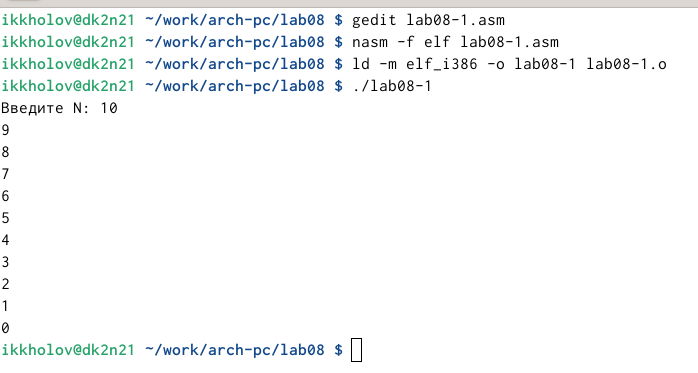 ikkholov@dk2n21 ~/work/arch-pc/lab08 $ gedit lab08-1.asm
ikkholov@dk2n21 ~/work/arch-pc/lab08 $ nasm -f elf lab08-1.asm
ikkholov@dk2n21 ~/work/arch-pc/lab08 $ ld -m elf_i386 -o lab08-1 lab08-1.o
ikkholov@dk2n21 ~/work/arch-pc/lab08 $ ./lab08-1
Введите N: 10
9
8
7
6
5
4
3
2
1
0
ikkholov@dk2n21 ~/work/arch-pc/lab08 $